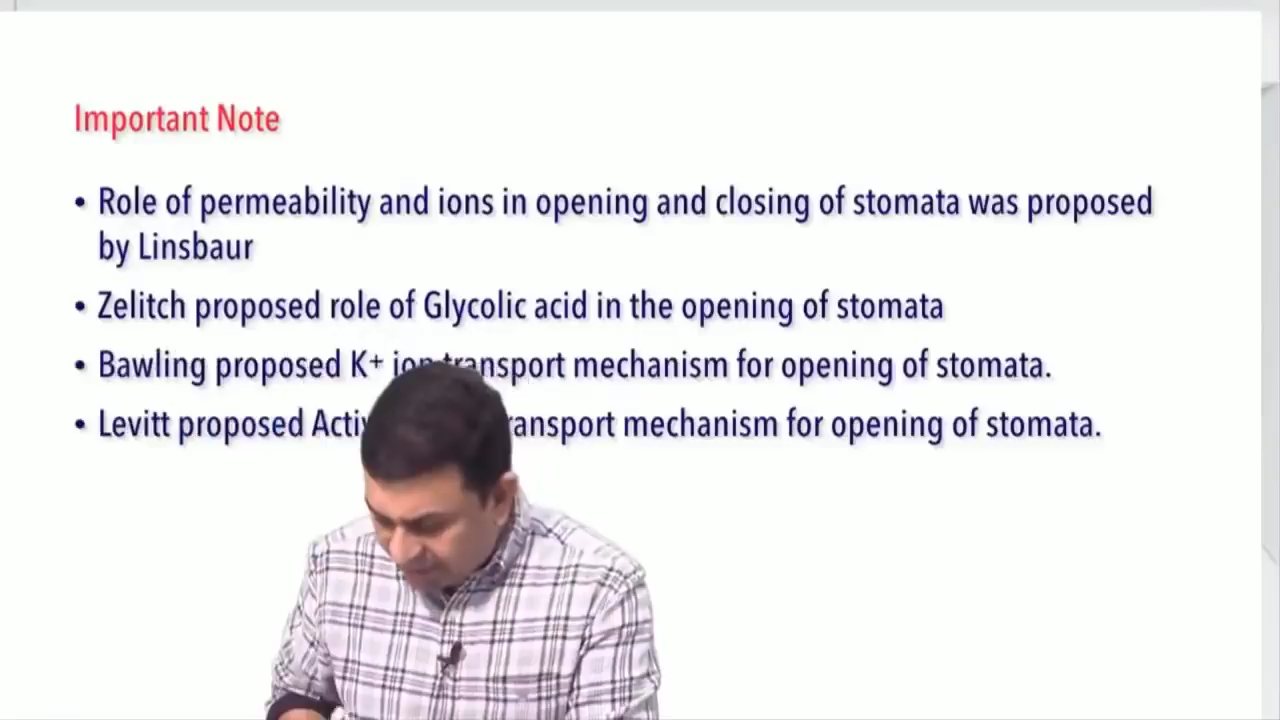 Important Note
• Role of permeability and ions in opening and closing of stomata was proposed
by Linsbaur
• Zelitch proposed role of Glycolic acid in the opening of stomata
• Bawling proposed K+ ion transport mechanism for opening of stomata.
• Levitt proposed mechanism for opening of stomata.